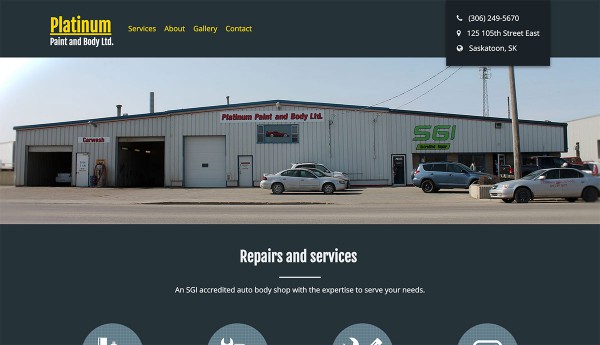 Platinum
Paint and Body Ltd.
Services About Gallery Contact
(306) 249-5670
125 105th Street East
Saskatoon, SK
Platinum Paint and Body Ltd.
Carwash
SGI
Repairs and services
An SGI accredited auto body shop with the expertise to serve your needs.